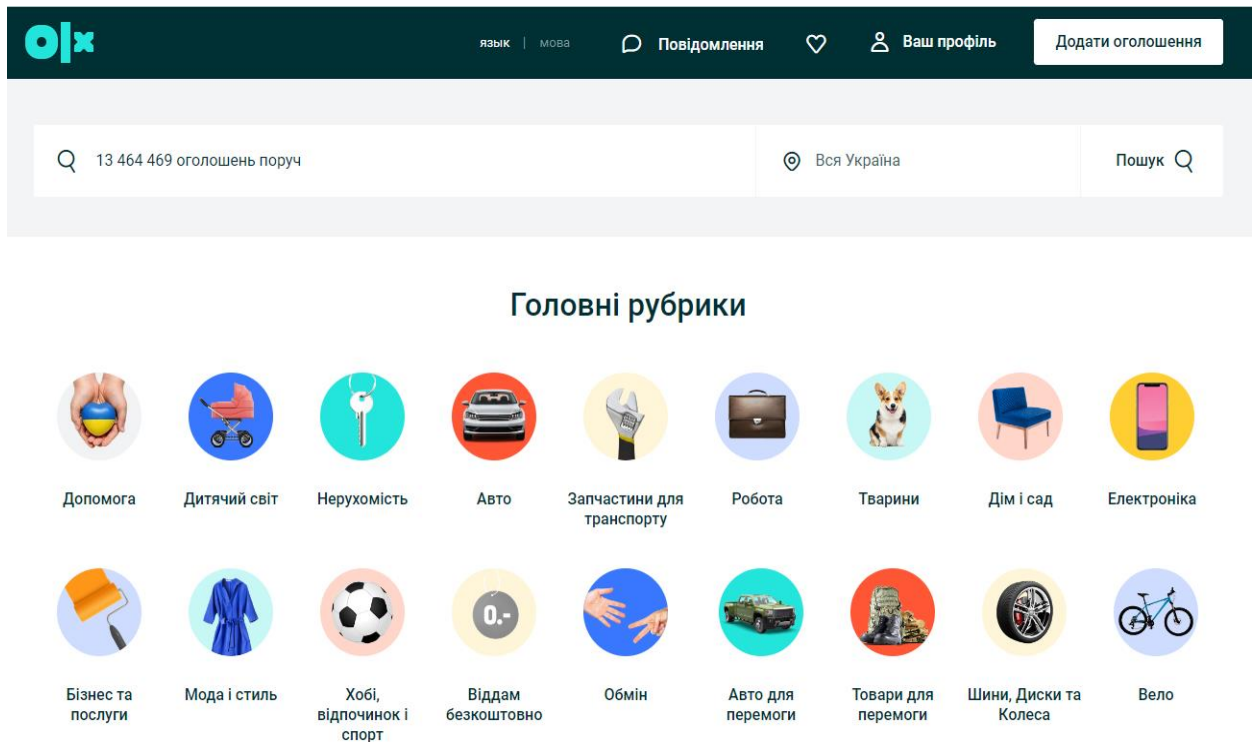 olx
язык | мова
Повідомлення
Ваш профіль
Додати оголошення
13 464 469 оголошень поруч
Вся Україна
Пошук
Головні рубрики
Допомога
Дитячий світ
Нерухомість
Авто
Запчастини для
транспорту
Робота
Тварини
Дім і сад
Електроніка
0.-
Бізнес та
послуги
Мода і стиль
Хобі,
відпочинок і
спорт
Віддам
безкоштовно
Обмін
Авто для
перемоги
Товари для
перемоги
Шини, Диски та
Колеса
Вело